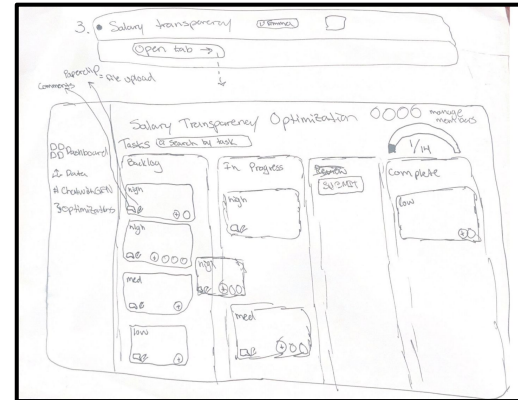 3. • Salary transparency
Open tab →
Paperclip = file upload
Comments
Salary Transparency Optimization
manage members
1/14
Tasks search by task
Dashboard
Data
# Chat with GEN
Optimizations
Backlog
high
high
med
low
In Progress
high
high
med
SUBMIT
Complete
low